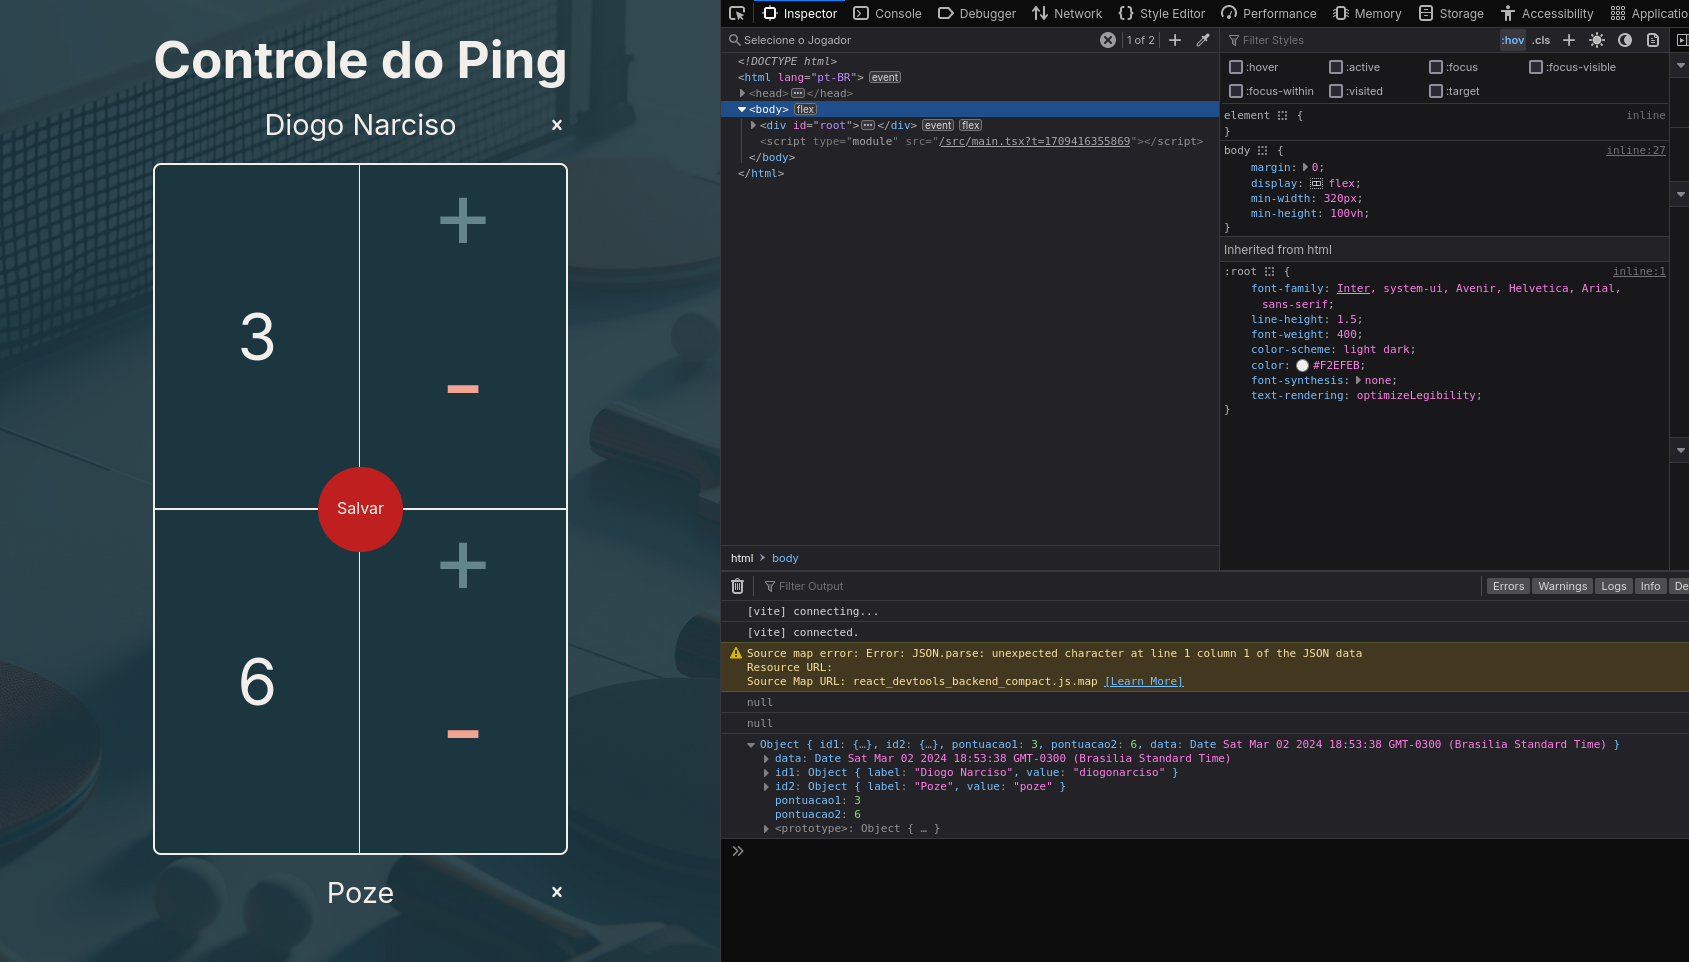 Controle do Ping
Diogo Narciso
×
3
+
-
Salvar
6
+
-
Poze
×
Inspector
Console
Debugger
Network
Style Editor
Performance
Memory
Storage
Accessibility
Applicatio
Selecione o Jogador
1 of 2
+
<!DOCTYPE html>
<html lang="pt-BR"> event
<head> ··· </head>
<body> flex
<div id="root"> ··· </div> event flex
<script type="module" src="/src/main.tsx?t=1709416355869"></script>
</body>
</html>
html > body
Filter Styles
:hov .cls +
:hover :active :focus :focus-visible
:focus-within :visited :target
element { inline
}
body { inline:27
margin: 0;
display: flex;
min-width: 320px;
min-height: 100vh;
}
Inherited from html
:root { inline:1
font-family: Inter, system-ui, Avenir, Helvetica, Arial,
sans-serif;
line-height: 1.5;
font-weight: 400;
color-scheme: light dark;
color: #F2EFEB;
font-synthesis: none;
text-rendering: optimizeLegibility;
}
Filter Output
Errors Warnings Logs Info De
[vite] connecting...
[vite] connected.
Source map error: Error: JSON.parse: unexpected character at line 1 column 1 of the JSON data
Resource URL:
Source Map URL: react_devtools_backend_compact.js.map [Learn More]
null
null
Object { id1: {…}, id2: {…}, pontuacao1: 3, pontuacao2: 6, data: Date Sat Mar 02 2024 18:53:38 GMT-0300 (Brasilia Standard Time) }
data: Date Sat Mar 02 2024 18:53:38 GMT-0300 (Brasilia Standard Time)
id1: Object { label: "Diogo Narciso", value: "diogonarciso" }
id2: Object { label: "Poze", value: "poze" }
pontuacao1: 3
pontuacao2: 6
<prototype>: Object { … }
»